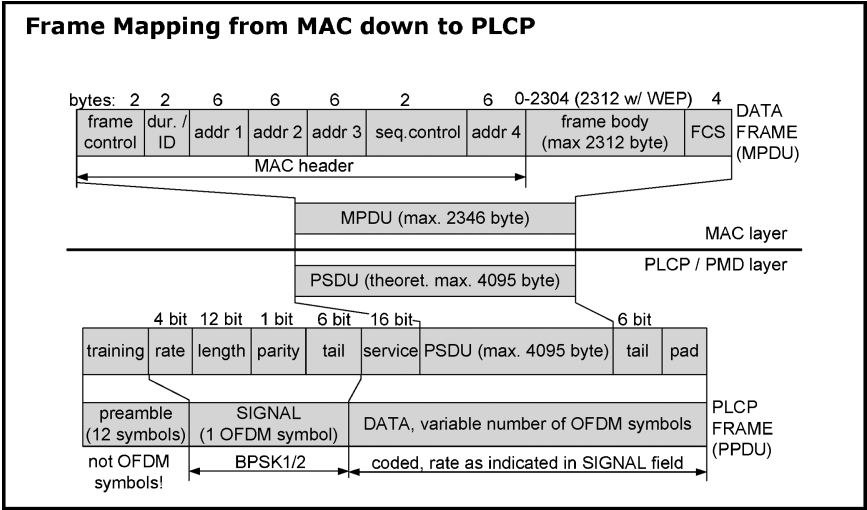 Frame Mapping from MAC down to PLCP
bytes: 2 2 6 6 6 2 6 0-2304 (2312 w/ WEP) 4
frame control
dur. / ID
addr 1
addr 2
addr 3
seq.control
addr 4
frame body (max 2312 byte)
FCS
DATA FRAME (MPDU)
MAC header
MPDU (max. 2346 byte)
MAC layer
PLCP / PMD layer
PSDU (theoret. max. 4095 byte)
4 bit 12 bit 1 bit 6 bit 16 bit 6 bit
training rate length parity tail service PSDU (max. 4095 byte) tail pad
preamble (12 symbols)
SIGNAL (1 OFDM symbol)
DATA, variable number of OFDM symbols
PLCP FRAME (PPDU)
not OFDM symbols!
BPSK1/2
coded, rate as indicated in SIGNAL field